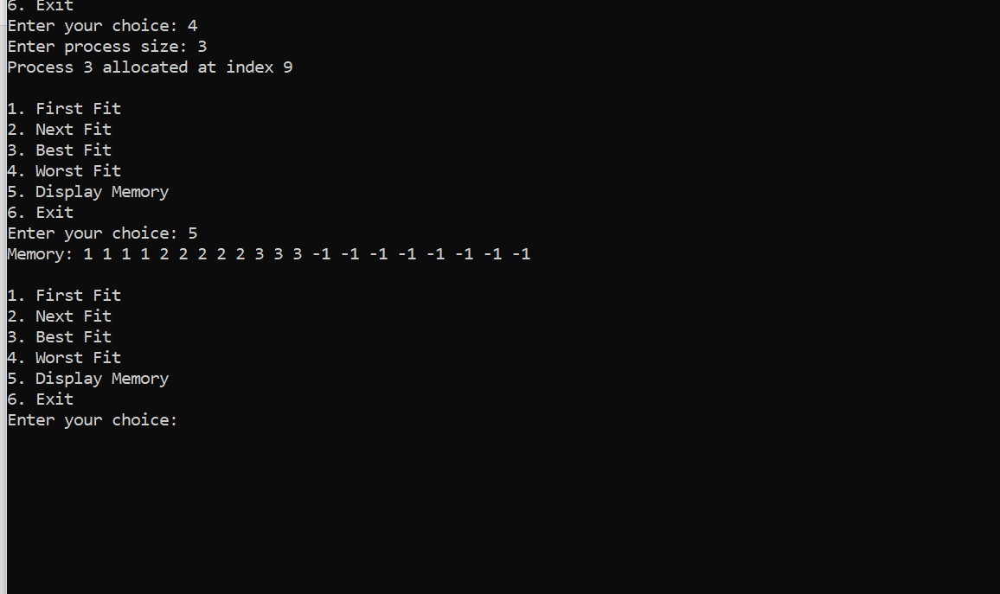 6. Exit
Enter your choice: 4
Enter process size: 3
Process 3 allocated at index 9
1. First Fit
2. Next Fit
3. Best Fit
4. Worst Fit
5. Display Memory
6. Exit
Enter your choice: 5
Memory: 1 1 1 1 2 2 2 2 2 3 3 3 -1 -1 -1 -1 -1 -1 -1 -1
1. First Fit
2. Next Fit
3. Best Fit
4. Worst Fit
5. Display Memory
6. Exit
Enter your choice: